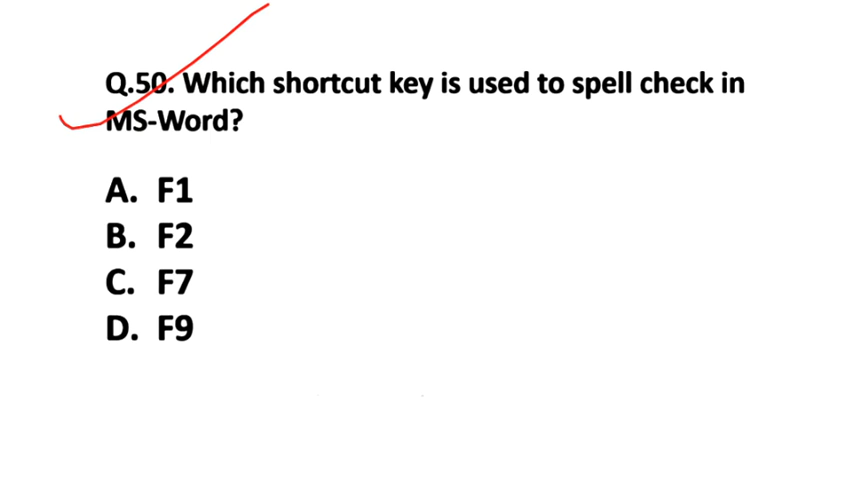 Q.50. Which shortcut key is used to spell check in
MS-Word?
A. F1
B. F2
C. F7
D. F9